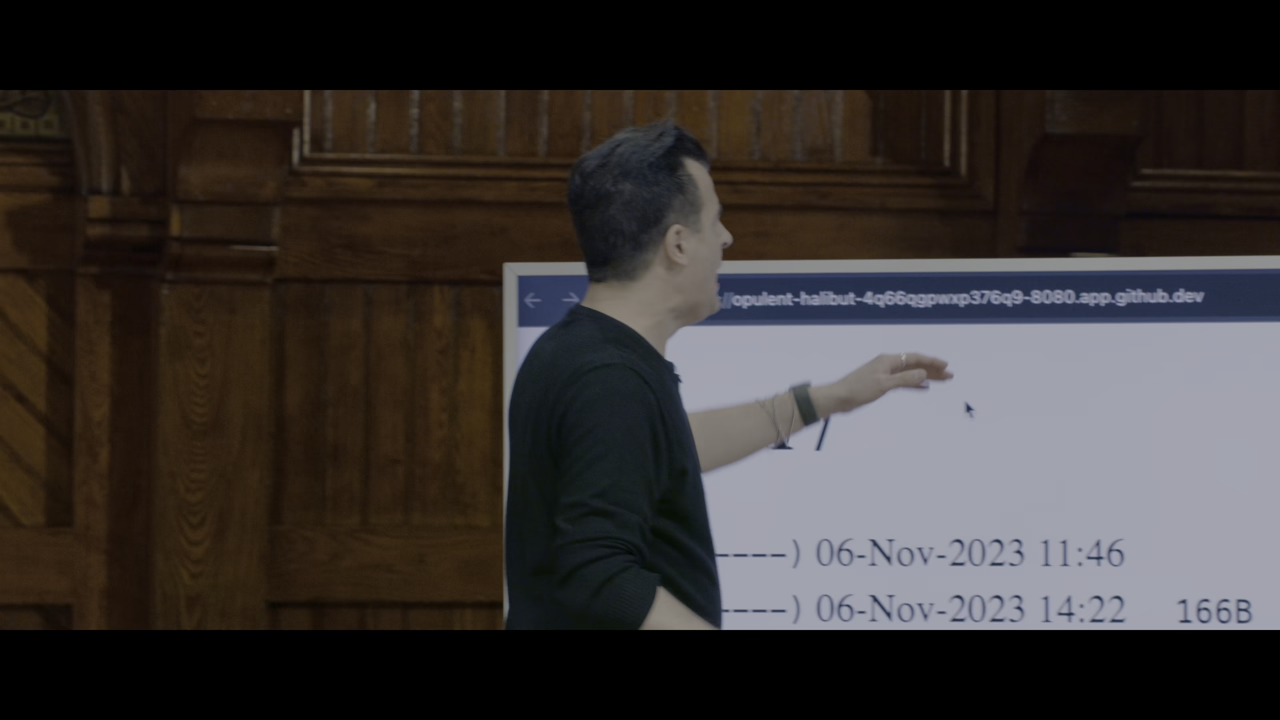 //opulent-halibut-4q66qgpwxp376q9-8080.app.github.dev
/
----) 06-Nov-2023 11:46
----) 06-Nov-2023 14:22 166B